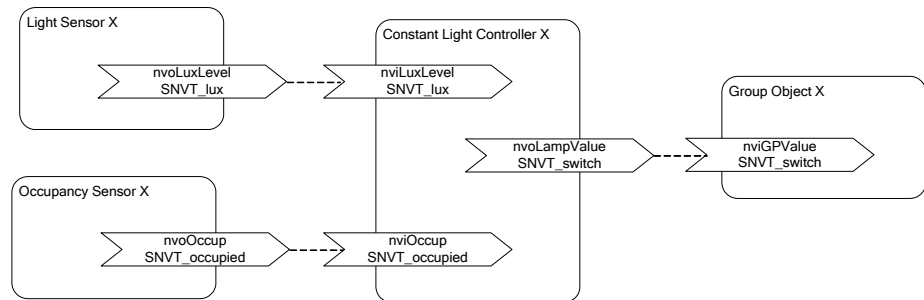 Light Sensor X
nvoLuxLevel
SNVT_lux
Constant Light Controller X
nviLuxLevel
SNVT_lux
nvoLampValue
SNVT_switch
Group Object X
nviGPValue
SNVT_switch
Occupancy Sensor X
nvoOccup
SNVT_occupied
nviOccup
SNVT_occupied